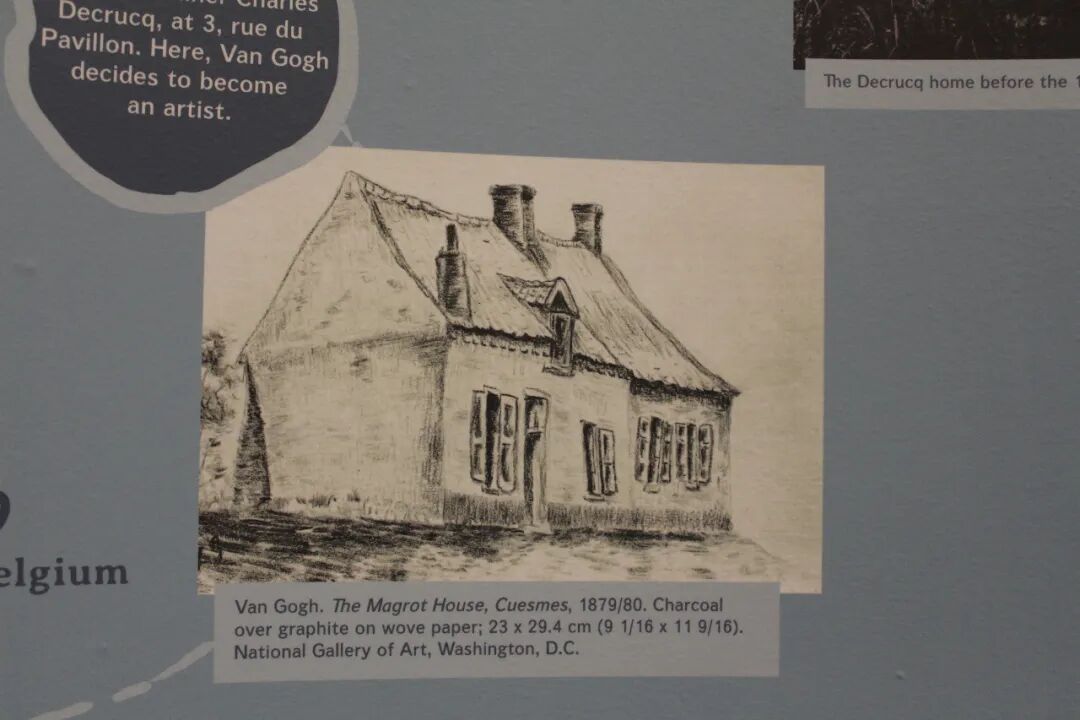 Charles
Decrucq, at 3, rue du
Pavillon. Here, Van Gogh
decides to become
an artist.
The Decrucq home before the
elgium
Van Gogh. The Magrot House, Cuesmes, 1879/80. Charcoal
over graphite on wove paper; 23 x 29.4 cm (9 1/16 x 11 9/16).
National Gallery of Art, Washington, D.C.